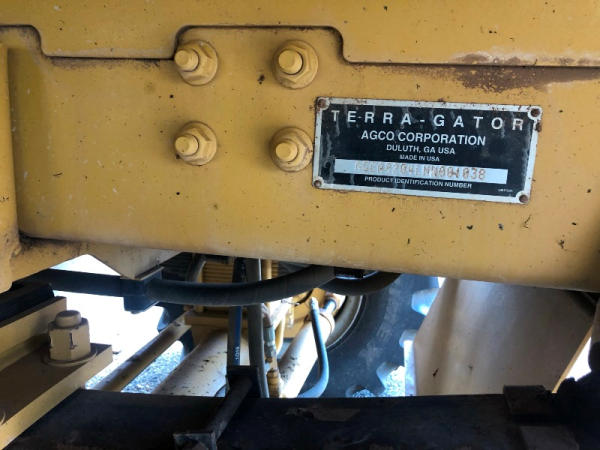 TERRA-GATOR
AGCO CORPORATION
DULUTH, GA USA
MADE IN USA
PRODUCT IDENTIFICATION NUMBER